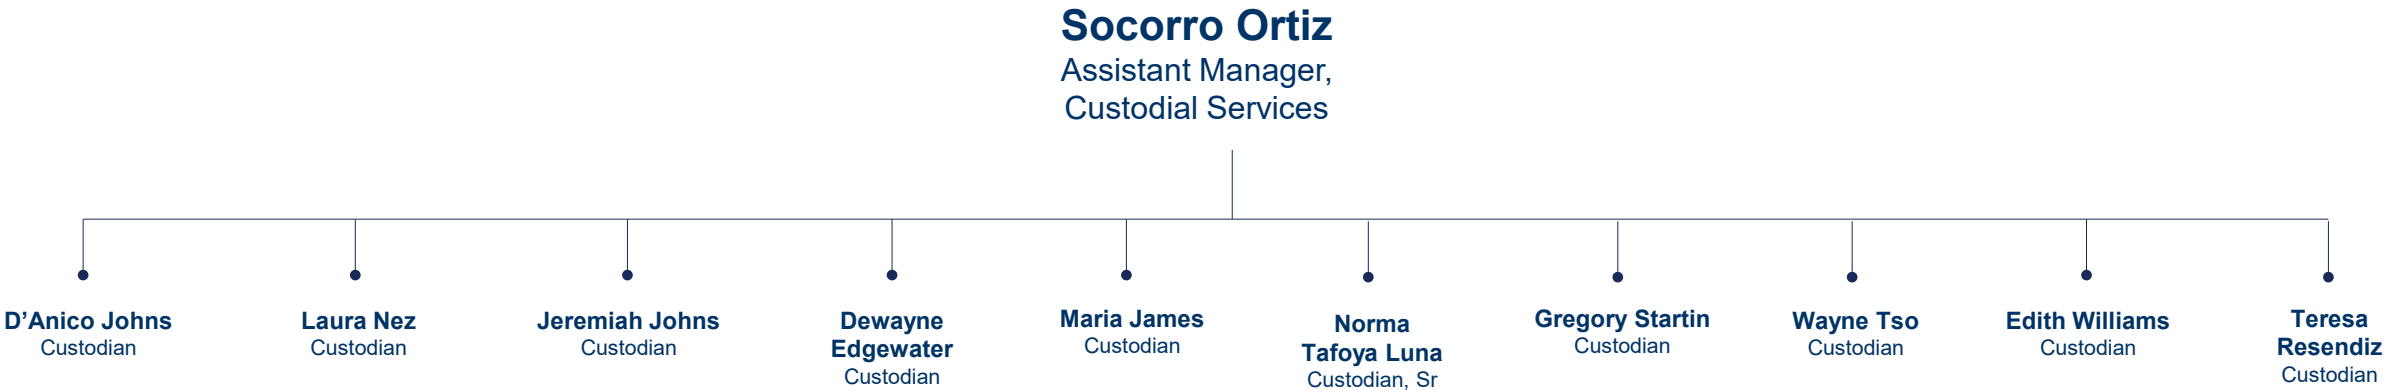 Socorro Ortiz
Assistant Manager,
Custodial Services
D’Anico Johns
Custodian
Laura Nez
Custodian
Jeremiah Johns
Custodian
Dewayne
Edgewater
Custodian
Maria James
Custodian
Norma
Tafoya Luna
Custodian, Sr
Gregory Startin
Custodian
Wayne Tso
Custodian
Edith Williams
Custodian
Teresa
Resendiz
Custodian